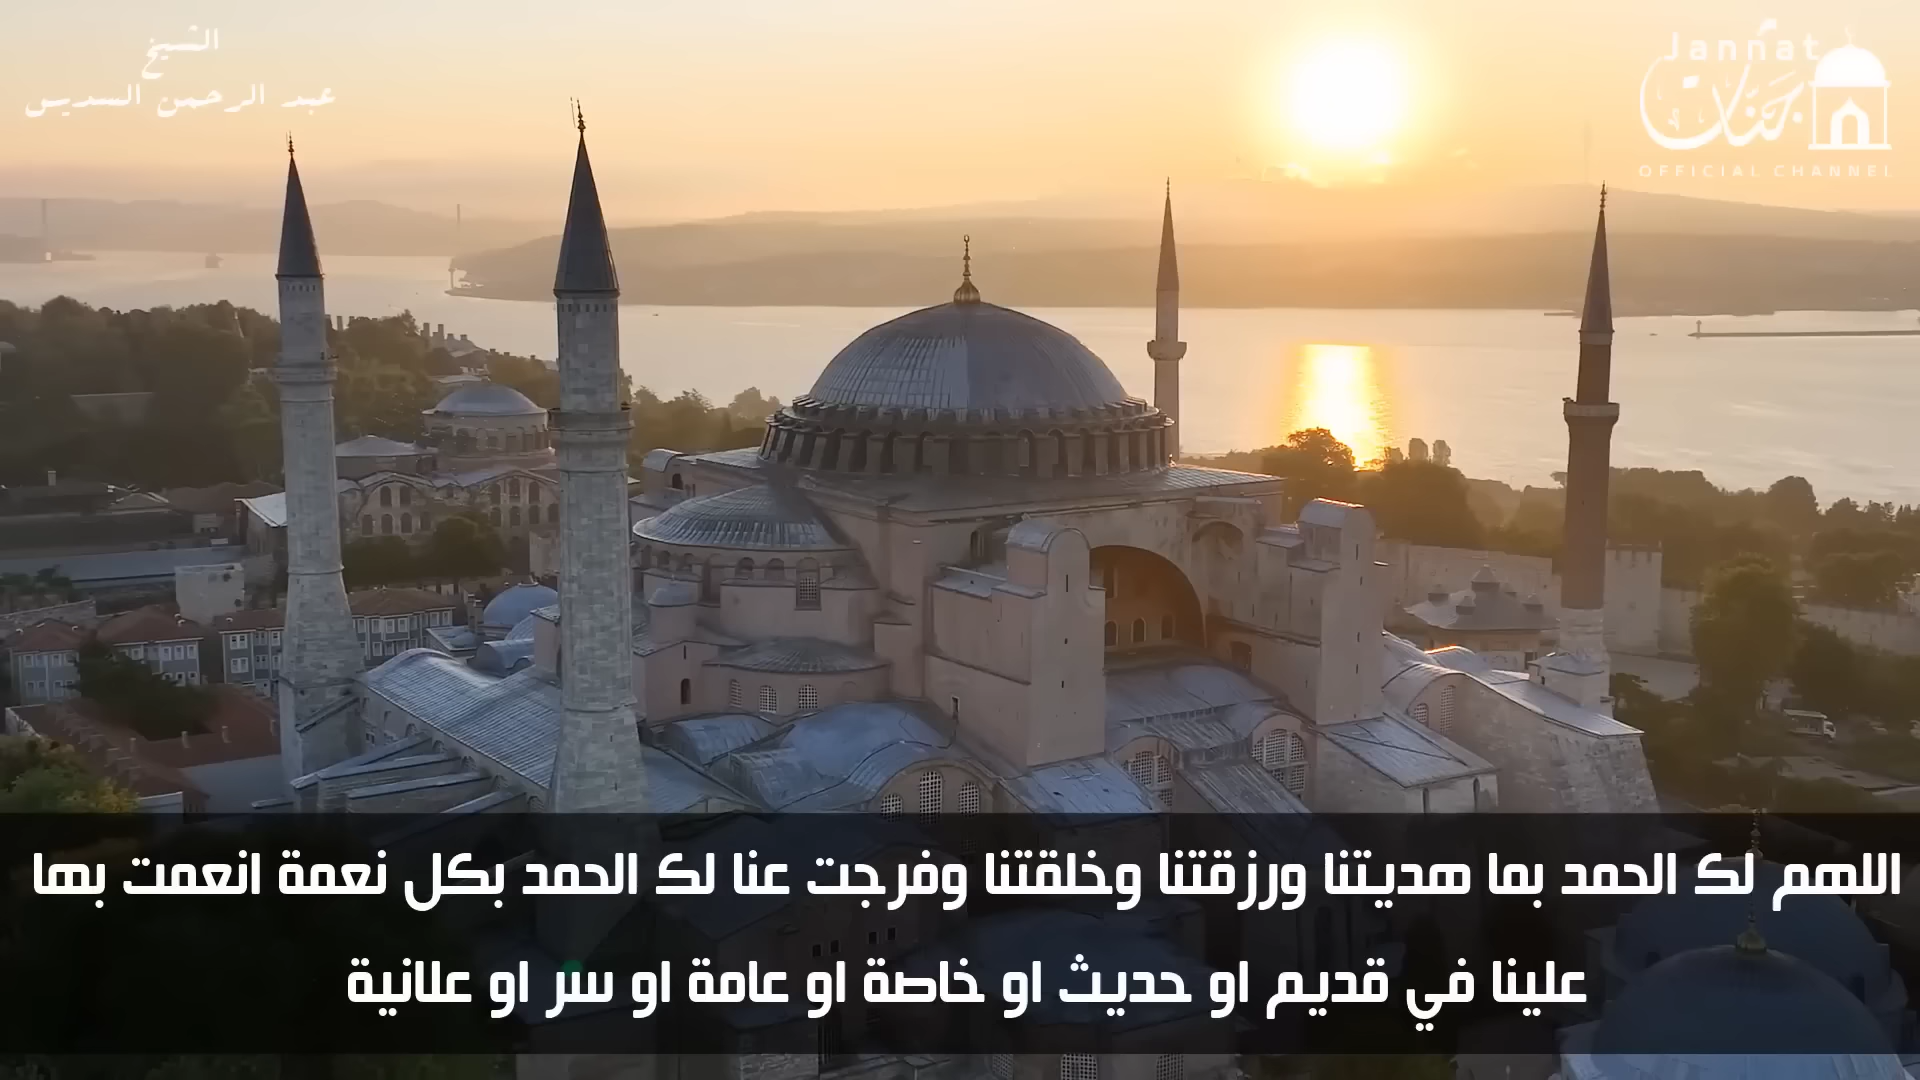 الشيخ
عبد الرحمن السديس
Jannat
جنات
OFFICIAL CHANNEL
اللهم لك الحمد بما هديتنا ورزقتنا وخلقتنا وفرجت عنا لك الحمد بكل نعمة انعمت بها
علينا في قديم او حديث او خاصة او عامة او سر او علانية